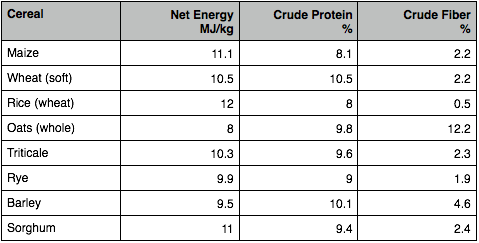 Cereal Net Energy MJ/kg Crude Protein % Crude Fiber %
Maize 11.1 8.1 2.2
Wheat (soft) 10.5 10.5 2.2
Rice (wheat) 12 8 0.5
Oats (whole) 8 9.8 12.2
Triticale 10.3 9.6 2.3
Rye 9.9 9 1.9
Barley 9.5 10.1 4.6
Sorghum 11 9.4 2.4